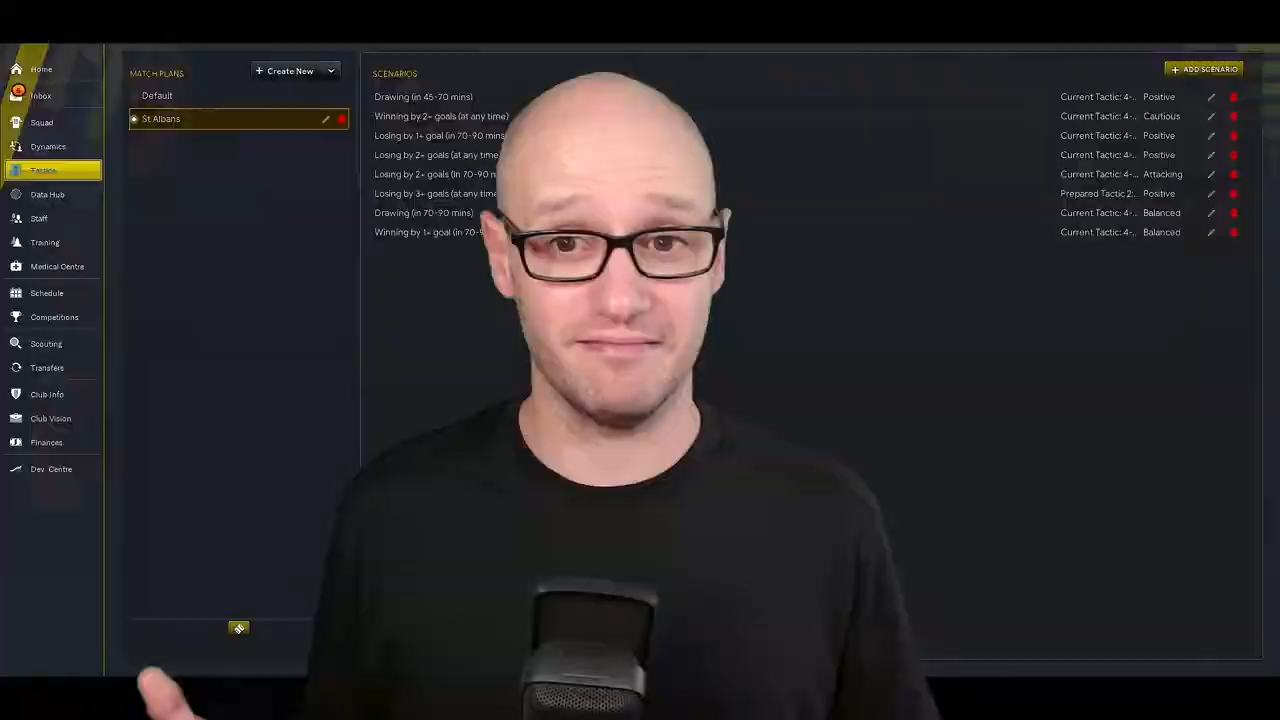 Home
Inbox
Squad
Dynamics
Tactics
Data Hub
Staff
Training
Medical Centre
Schedule
Competitions
Scouting
Transfers
Club Info
Club Vision
Finances
Dev. Centre
MATCH PLANS
+ Create New
Default
St Albans
SCENARIOS
+ ADD SCENARIO
Drawing (in 45-70 mins) Current Tactic: 4-... Positive
Winning by 2+ goals (at any time) Current Tactic: 4-... Cautious
Losing by 1+ goal (in 70-90 mins Current Tactic: 4-... Positive
Losing by 2+ goals (at any time Current Tactic: 4-... Positive
Losing by 2+ goals (in 70-90 m Current Tactic: 4-... Attacking
Losing by 3+ goals (at any time Prepared Tactic 2:... Positive
Drawing (in 70-90 mins) Current Tactic: 4-... Balanced
Winning by 1+ goal (in 70-9 Current Tactic: 4-... Balanced